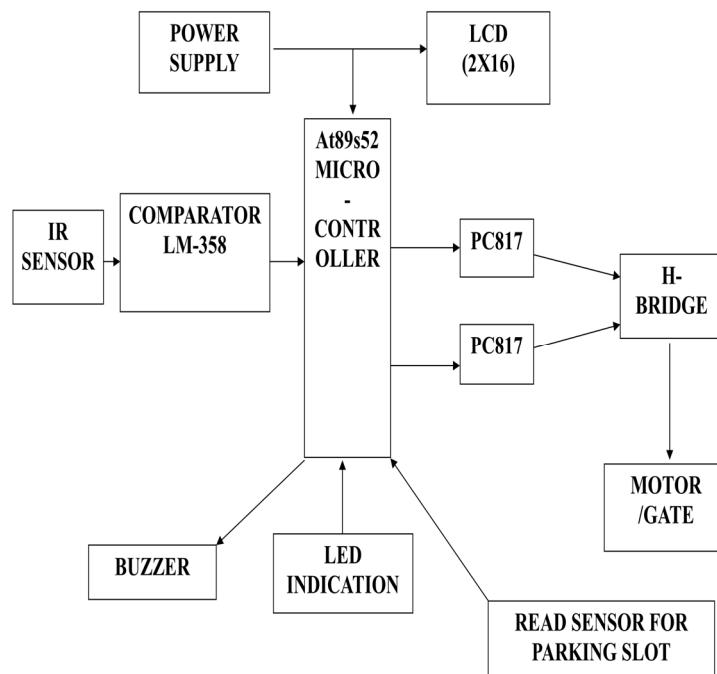 POWER
SUPPLY
LCD
(2X16)
At89s52
MICRO
-
CONTR
OLLER
IR
SENSOR
COMPARATOR
LM-358
PC817
PC817
H-
BRIDGE
MOTOR
/GATE
BUZZER
LED
INDICATION
READ SENSOR FOR
PARKING SLOT